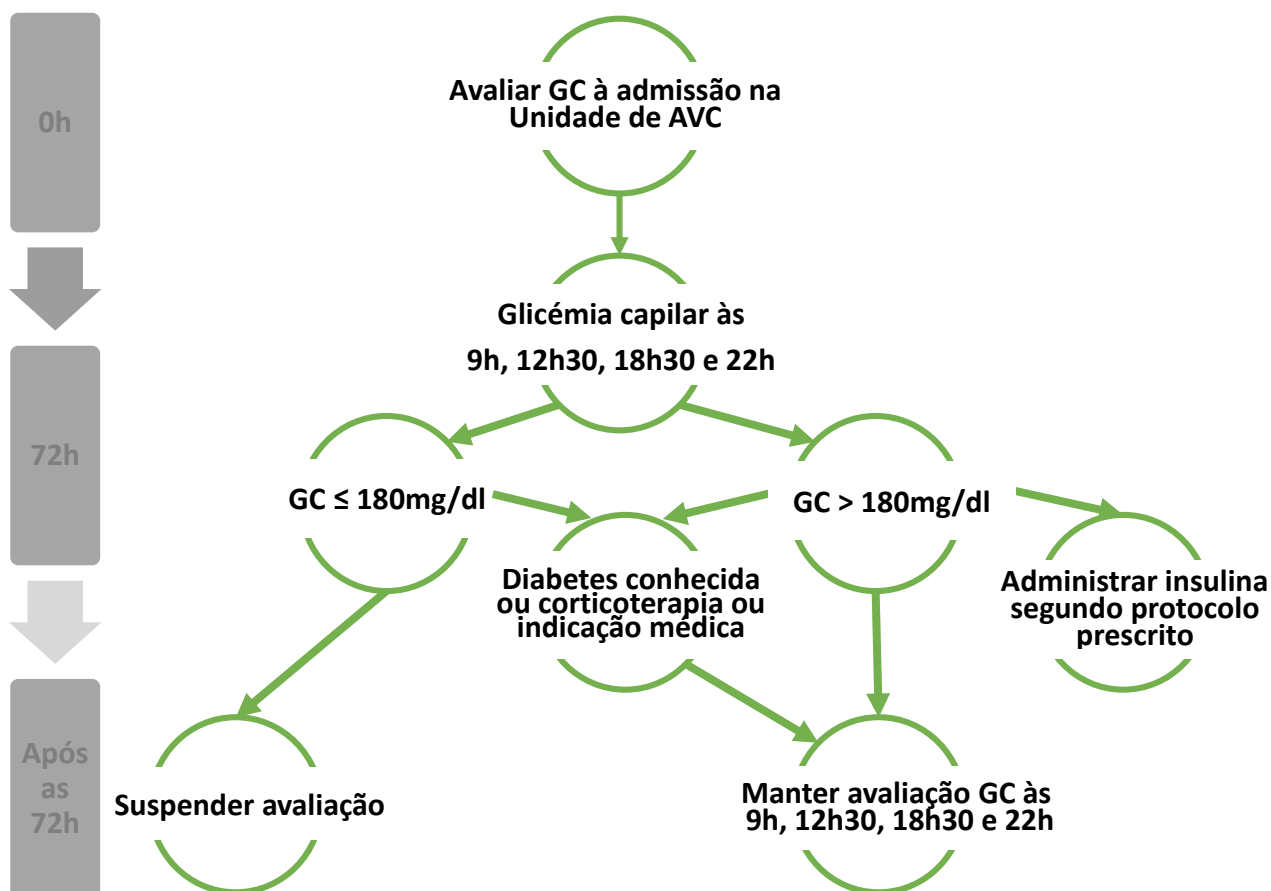 0h
Avaliar GC à admissão na
Unidade de AVC
Glicémia capilar às
9h, 12h30, 18h30 e 22h
72h
GC ≤ 180mg/dl
GC > 180mg/dl
Diabetes conhecida
ou corticoterapia ou
indicação médica
Administrar insulina
segundo protocolo
prescrito
Após
as
72h
Suspender avaliação
Manter avaliação GC às
9h, 12h30, 18h30 e 22h